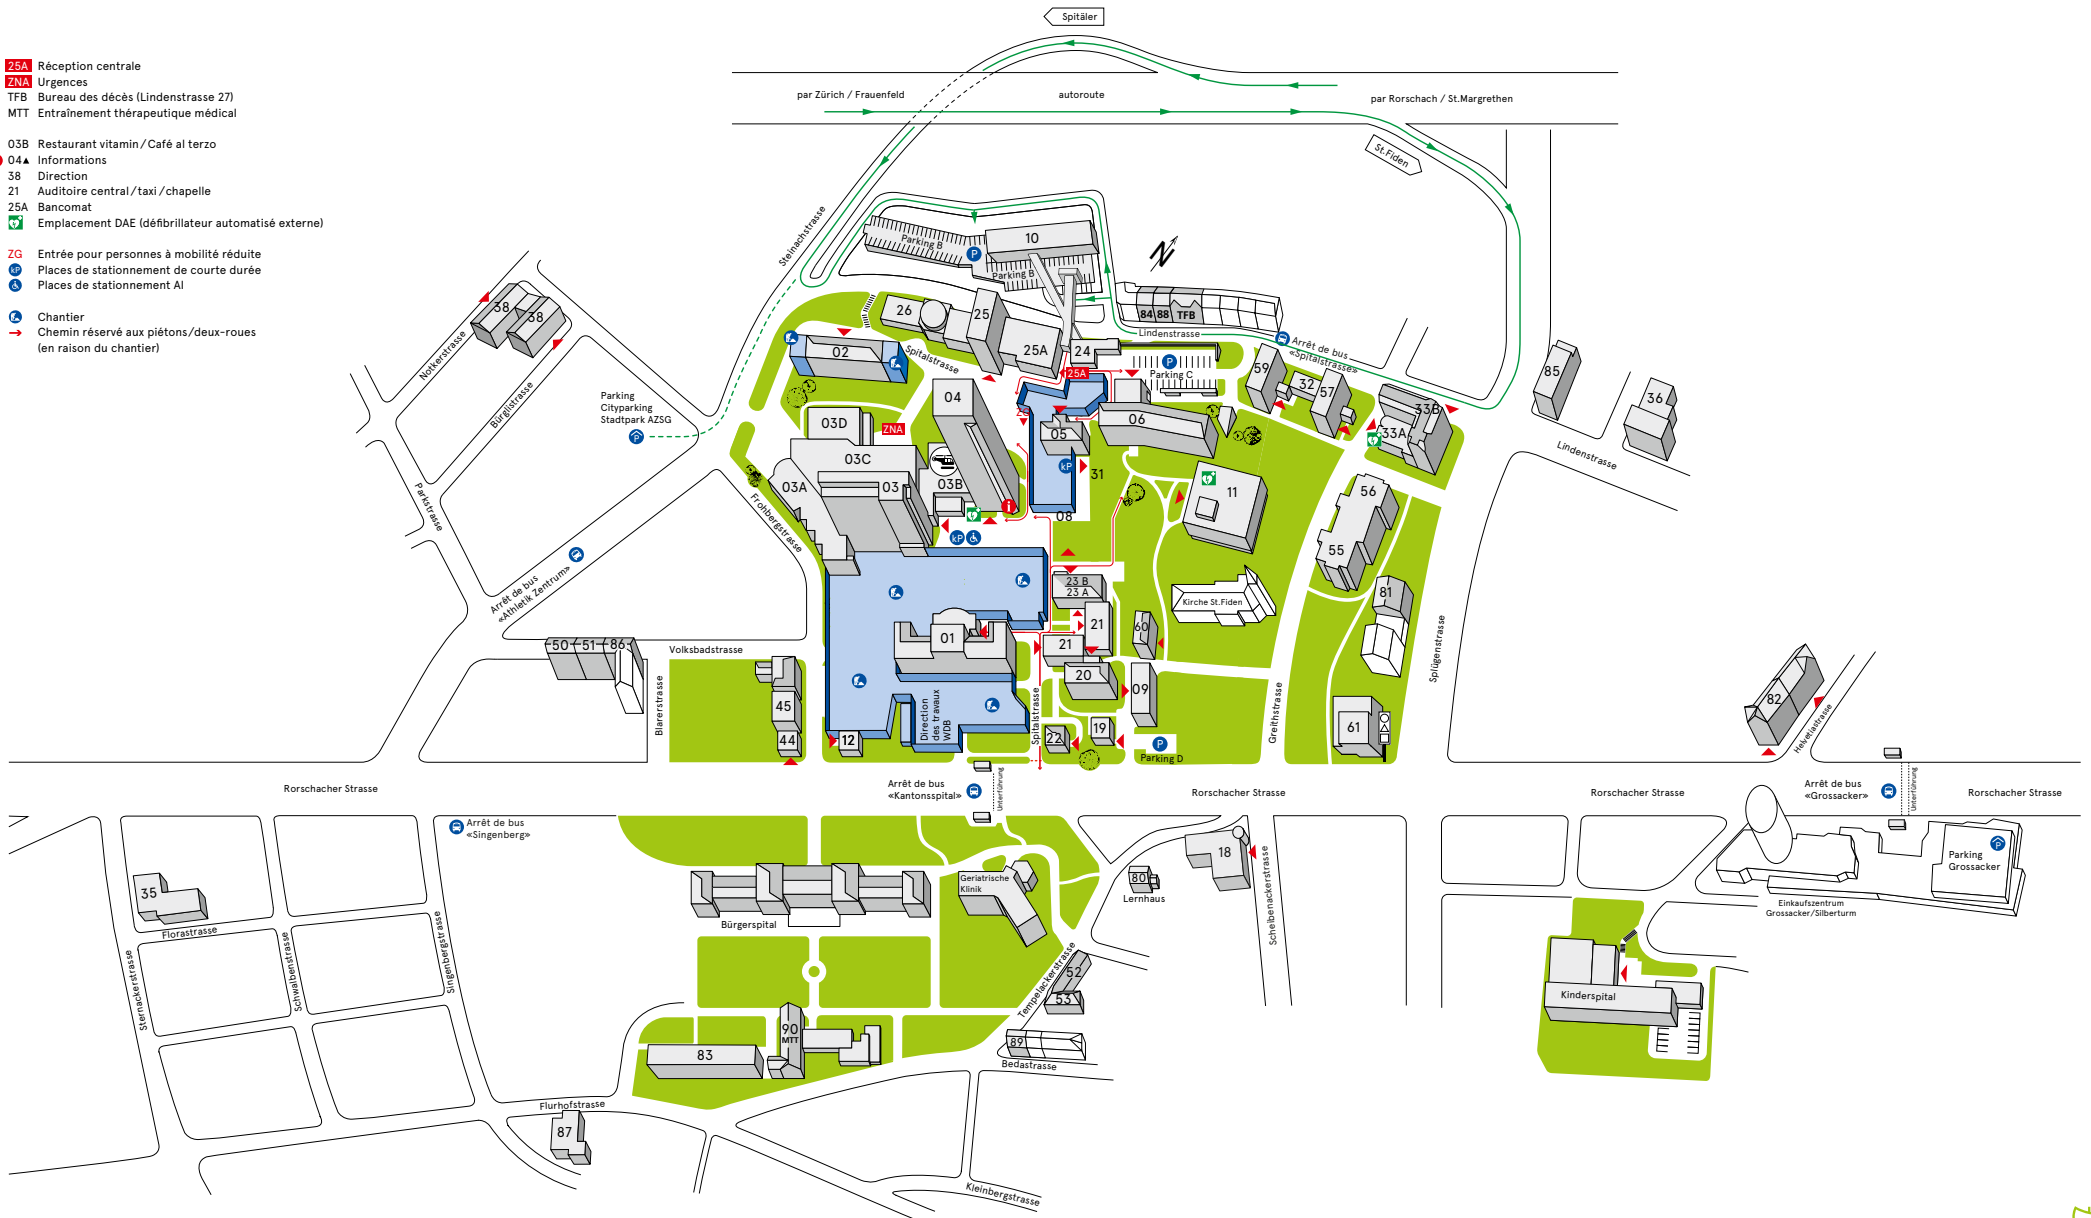 Spitäler
25A Réception centrale
ZNA Urgences
TFB Bureau des décès (Lindenstrasse 27)
MTT Entraînement thérapeutique médical
03B Restaurant vitamin/Café al terzo
04▲ Informations
38 Direction
21 Auditoire central/taxi/chapelle
25A Bancomat
Emplacement DAE (défibrillateur automatisé externe)
ZG Entrée pour personnes à mobilité réduite
kP Places de stationnement de courte durée
Places de stationnement AI
Chantier
→ Chemin réservé aux piétons/deux-roues
(en raison du chantier)
par Zürich / Frauenfeld
autoroute
par Rorschach / St.Margrethen
St.Fiden
Steinachstrasse
Parking B
P
10
Parking B
N
38
38
Notkerstrasse
Bürglistrasse
Parkstrasse
26
25
25A
24
84 88 TFB
Lindenstrasse
Arrêt de bus
«Spitalstrasse»
02
Spitalstrasse
P
Parking C
25A
59
32
57
33B
33A
85
36
Lindenstrasse
Parking
Cityparking
Stadtpark AZSG
P
04
03D
ZNA
03C
03A
03
03B
ZG
05
06
kP
31
08
11
i
kP
56
55
81
Frohbergstrasse
Arrêt de bus
«Athletik Zentrum»
23 B
23 A
21
21
60
Kirche St.Fiden
01
20
09
50 51 86
Volksbadstrasse
Blarerstrasse
45
44
12
Direction
des travaux
WDB
Spitalstrasse
22
19
P
Parking D
Greithstrasse
61
Splügenstrasse
82
Helvetiastrasse
Rorschacher Strasse
Arrêt de bus
«Kantonsspital»
Unterführung
Rorschacher Strasse
Rorschacher Strasse
Arrêt de bus
«Grossacker»
Unterführung
Rorschacher Strasse
Arrêt de bus
«Singenberg»
35
Florastrasse
Sternackerstrasse
Schwalbenstrasse
Singenbergstrasse
Bürgerspital
Geriatrische
Klinik
80
Lernhaus
18
Scheibenackerstrasse
P
Parking
Grossacker
Einkaufszentrum
Grossacker/Silberturm
Tempelackerstrasse
52
53
89
Bedastrasse
83
90
MTT
Kinderspital
Flurhofstrasse
87
Kleinbergstrasse